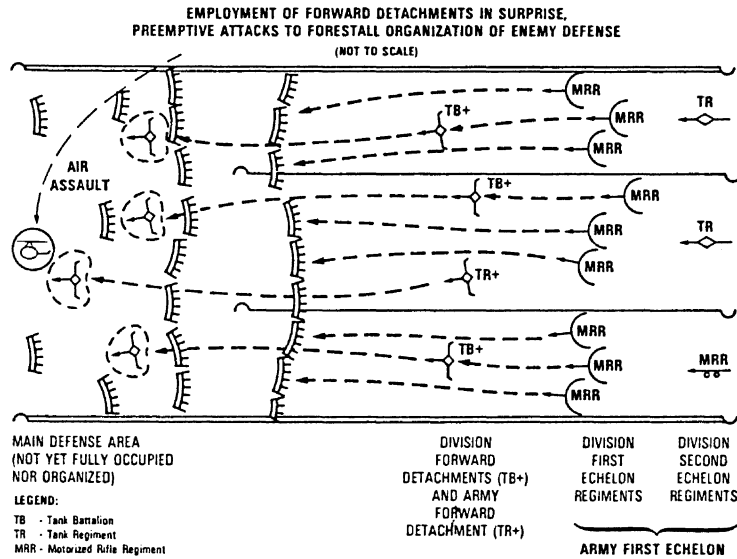 EMPLOYMENT OF FORWARD DETACHMENTS IN SURPRISE,
PREEMPTIVE ATTACKS TO FORESTALL ORGANIZATION OF ENEMY DEFENSE
(NOT TO SCALE)
MRR
TB+
MRR
TR
MRR
AIR
ASSAULT
TB+
MRR
MRR
TR
MRR
TR+
MRR
TB+
MRR
MRR
MRR
MAIN DEFENSE AREA
(NOT YET FULLY OCCUPIED
NOR ORGANIZED)
DIVISION
FORWARD
DETACHMENTS (TB+)
AND ARMY
FORWARD
DETACHMENT (TR+)
DIVISION
FIRST
ECHELON
REGIMENTS
DIVISION
SECOND
ECHELON
REGIMENTS
ARMY FIRST ECHELON
LEGEND:
TB - Tank Battalion
TR - Tank Regiment
MRR - Motorized Rifle Regiment